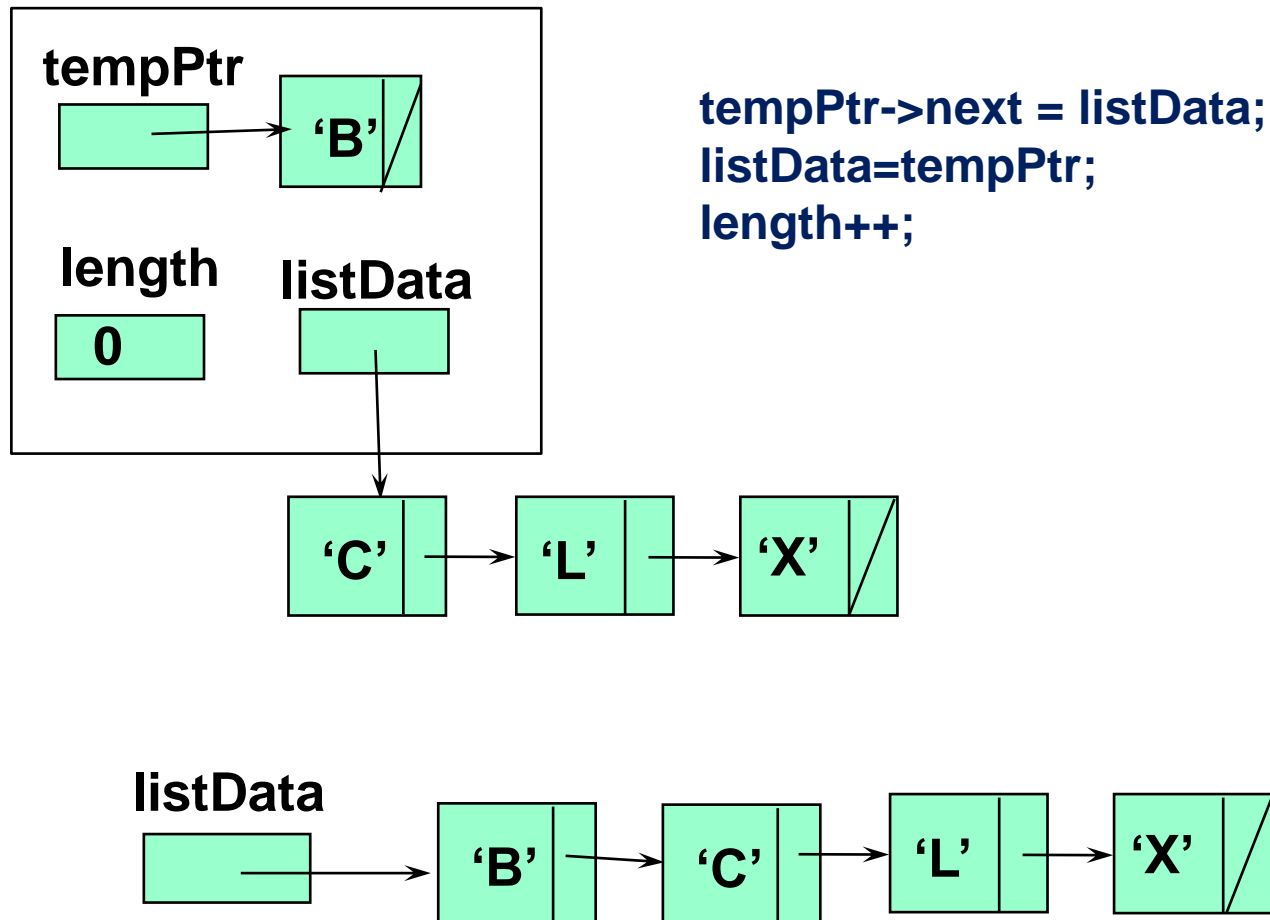 tempPtr
‘B’
tempPtr->next = listData;
listData=tempPtr;
length++;
length
listData
0
‘C’ ‘L’ ‘X’
listData
‘B’ ‘C’ ‘L’ ‘X’